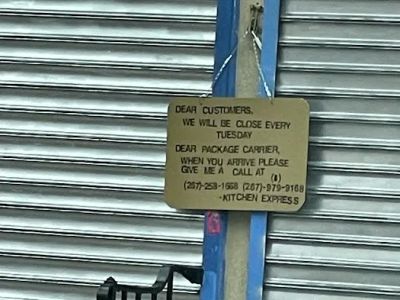 DEAR CUSTOMERS,
WE WILL BE CLOSE EVERY
TUESDAY
DEAR PACKAGE CARRIER,
WHEN YOU ARRIVE PLEASE
GIVE ME A CALL AT
(267)-258-1668 (267)-979-9168
-KITCHEN EXPRESS